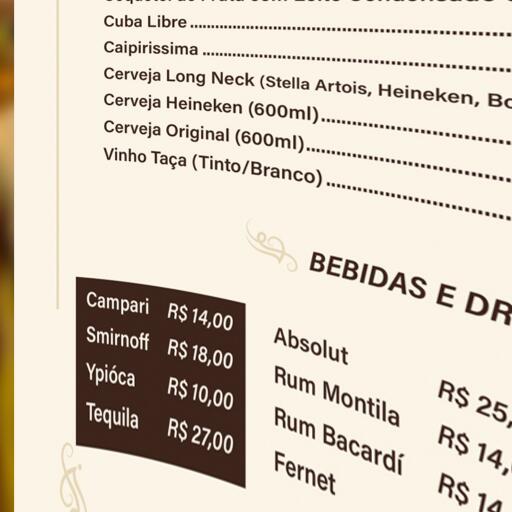 Cuba Libre
Caipirissima
Cerveja Long Neck (Stella Artois, Heineken, Bo
Cerveja Heineken (600ml)
Cerveja Original (600ml)
Vinho Taça (Tinto/Branco)
BEBIDAS E DR
Campari R$ 14,00
Smirnoff R$ 18,00
Ypióca R$ 10,00
Tequila R$ 27,00
Absolut R$ 25,
Rum Montila R$ 14,
Rum Bacardí R$ 14
Fernet